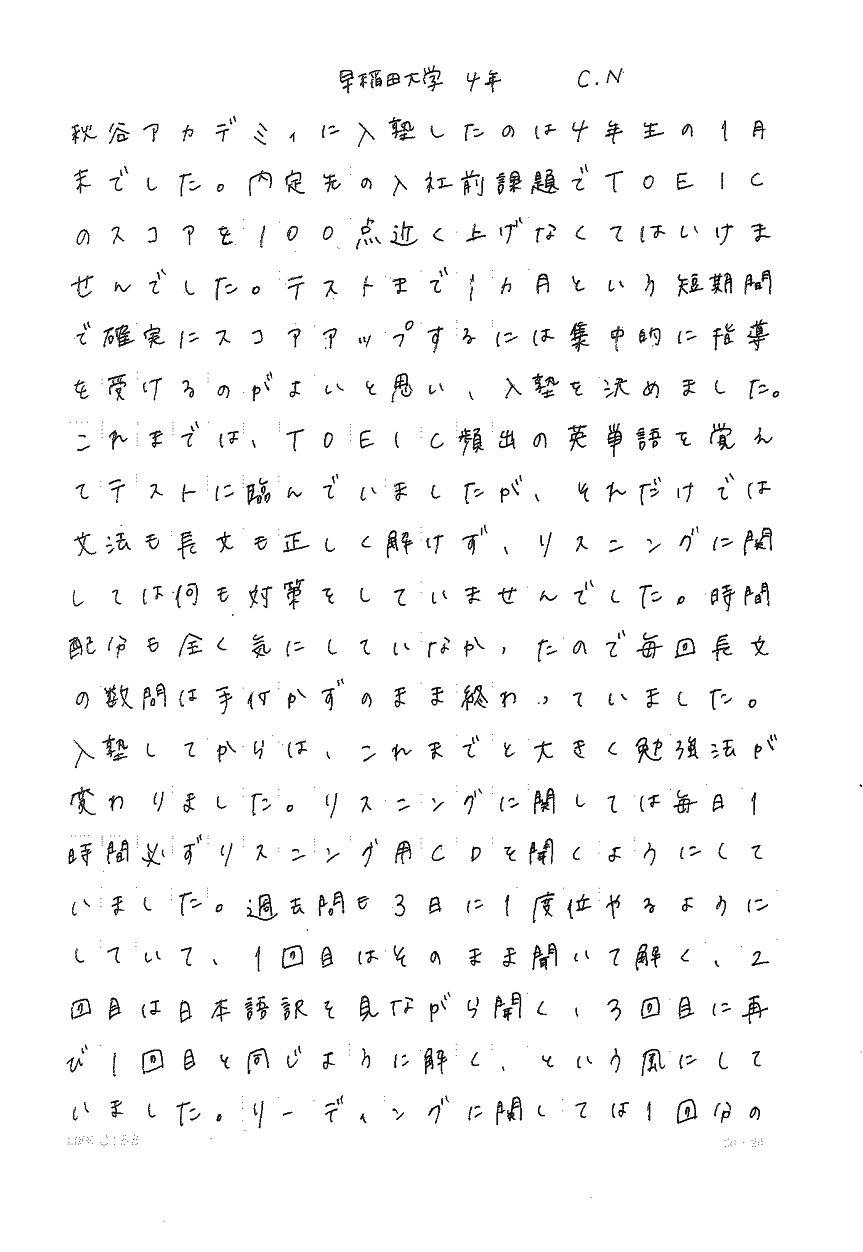 早稲田大学 4年 C.N
秋谷アカデミィに入塾したのは4年生の1月
末でした。内定先の入社前課題でTOEIC
のスコアを100点近く上げなくてはいけま
せんでした。テストまで1カ月という短期間
で確実にスコアアップするには集中的に指導
を受けるのがよいと思い、入塾を決めました。
これまでは、TOEIC頻出の英単語を覚え
てテストに臨んでいましたが、それだけでは
文法も長文も正しく解けず、リスニングに関
しては何も対策をしていませんでした。時間
配分も全く気にしていなかったので毎回長文
の数問は手付かずのまま終わっていました。
入塾してからは、これまでと大きく勉強法が
変わりました。リスニングに関しては毎日1
時間必ずリスニング用CDを聞くようにして
いました。過去問も3日に1度位やるように
していて、1回目はそのまま聞いて解く、2
回目は日本語訳を見ながら聞く、3回目に再
び1回目と同じように解く、という風にして
いました。リーディングに関しては1回分の